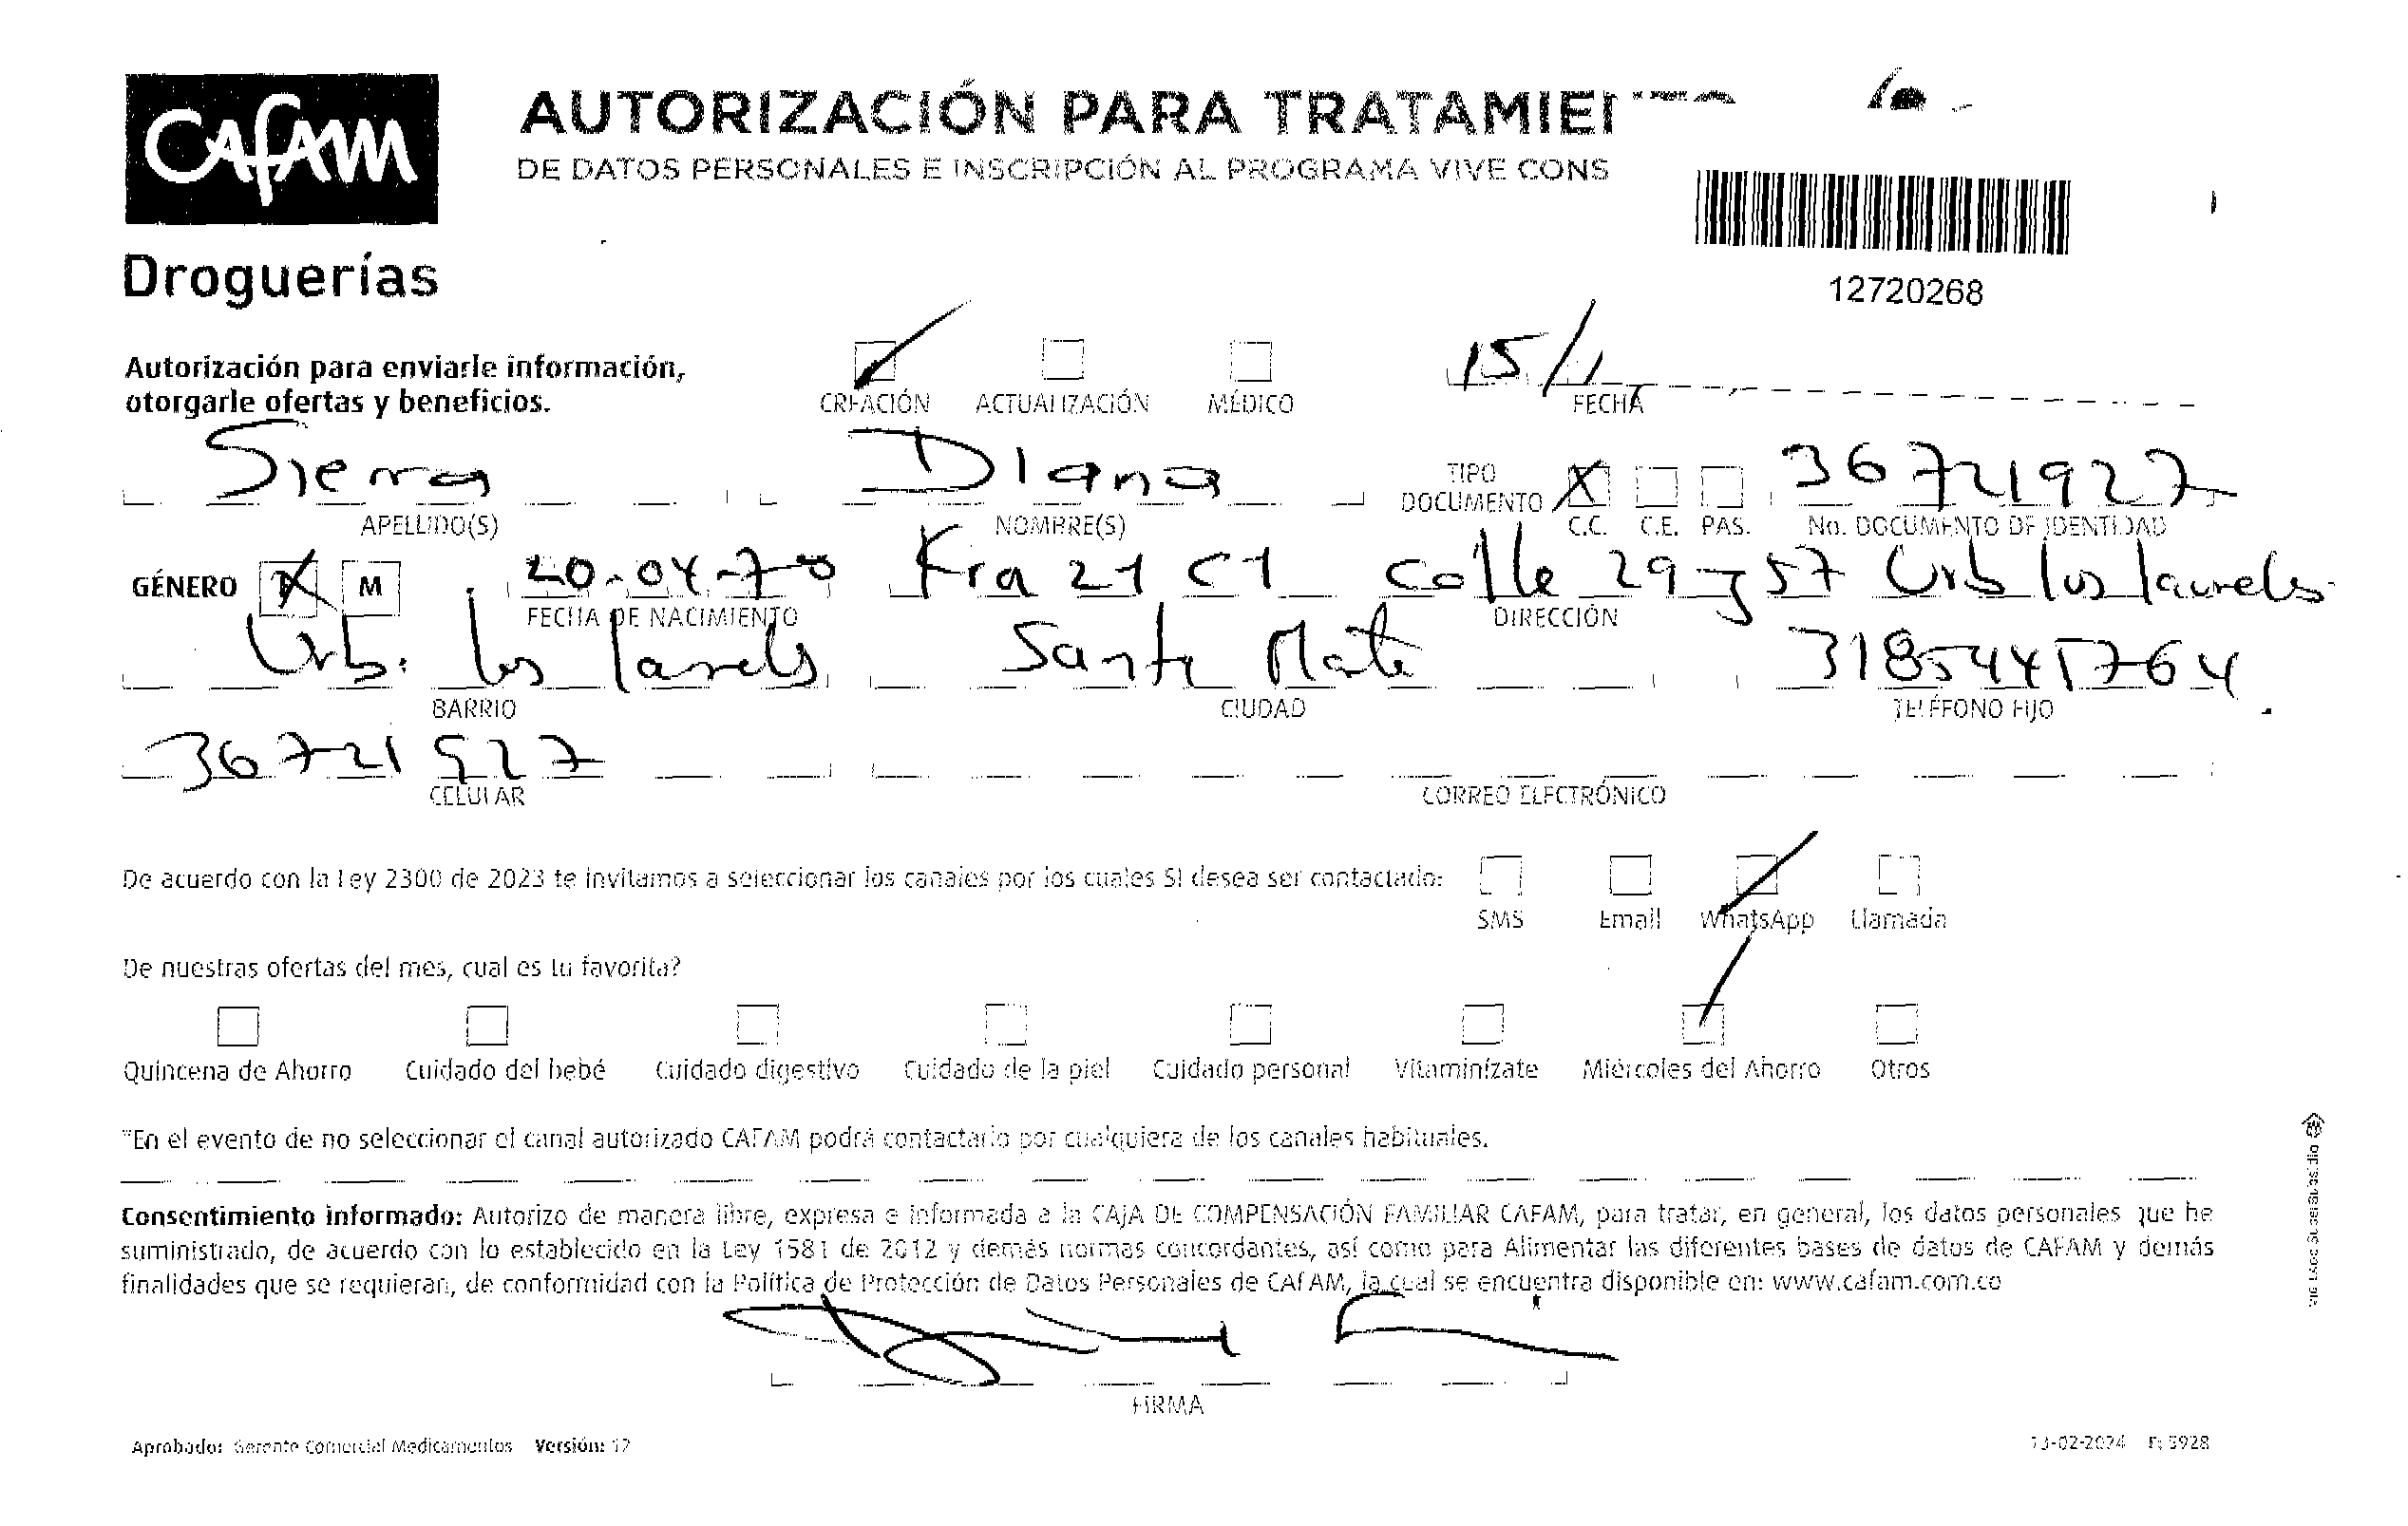 Cafam
Droguerías
AUTORIZACIÓN PARA
DE DATOS PERSONALES E INSCRIPCIÓN AL PROGRAMA VIVE CONS
12720268
Autorización para enviarle información,
otorgarle ofertas y beneficios.
CREACIÓN ACTUALIZACIÓN MÉDICO
15/1
FECHA
Sierra Diana TIPO DOCUMENTO X 36721927
APELLIDO(S) NOMBRE(S) C.C. C.E. PAS. No. DOCUMENTO DE IDENTIDAD
GÉNERO F M 20-04-70 Kra 21 C1 Calle 29 57 Urb los laureles
FECHA DE NACIMIENTO DIRECCIÓN
Urb. los Santa 3185441764
BARRIO CIUDAD TELÉFONO FIJO
36721927
CELULAR CORREO ELECTRÓNICO
De acuerdo con la Ley 2300 de 2023 te invitamos a seleccionar los canales por los cuales SI desea ser contactado:
SMS Email WhatsApp Llamada
De nuestras ofertas del mes, cual es tu favorita?
Quincena de Ahorro Cuidado del bebé Cuidado digestivo Cuidado de la piel Cuidado personal Vitamínizate Miércoles del Ahorro Otros
*En el evento de no seleccionar el canal autorizado CAFAM podrá contactarlo por cualquiera de los canales habituales.
Consentimiento informado: Autorizo de manera libre, expresa e informada a la CAJA DE COMPENSACIÓN FAMILIAR CAFAM, para tratar, en general, los datos personales que he
suministrado, de acuerdo con lo establecido en la Ley 1581 de 2012 y demás normas concordantes, así como para Alimentar las diferentes bases de datos de CAFAM y demás
finalidades que se requieran, de conformidad con la Política de Protección de Datos Personales de CAFAM, la cual se encuentra disponible en: www.cafam.com.co
FIRMA
Aprobado: Gerente Comercial Medicamentos Versión: 12
13-02-2024 F: 5928